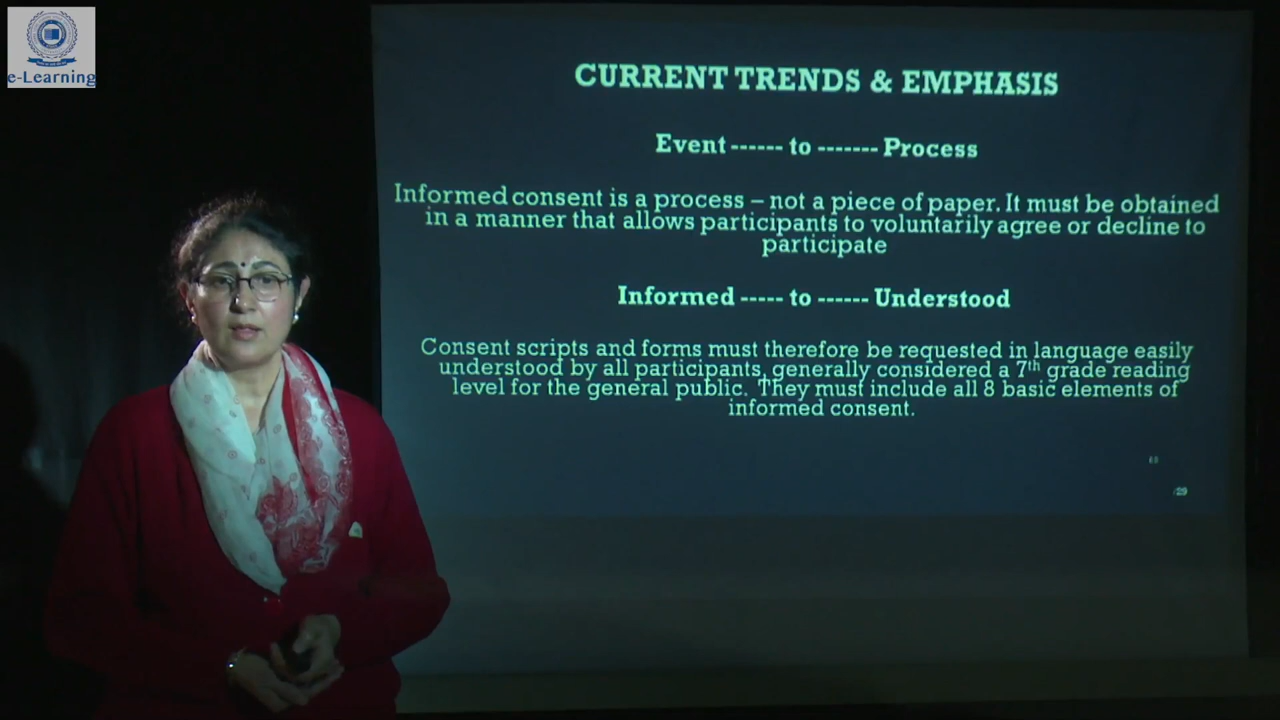 e-Learning
CURRENT TRENDS & EMPHASIS
Event ------ to ------- Process
Informed consent is a process – not a piece of paper. It must be obtained
in a manner that allows participants to voluntarily agree or decline to
participate
Informed ----- to ------ Understood
Consent scripts and forms must therefore be requested in language easily
understood by all participants, generally considered a 7th grade reading
level for the general public. They must include all 8 basic elements of
informed consent.
/29